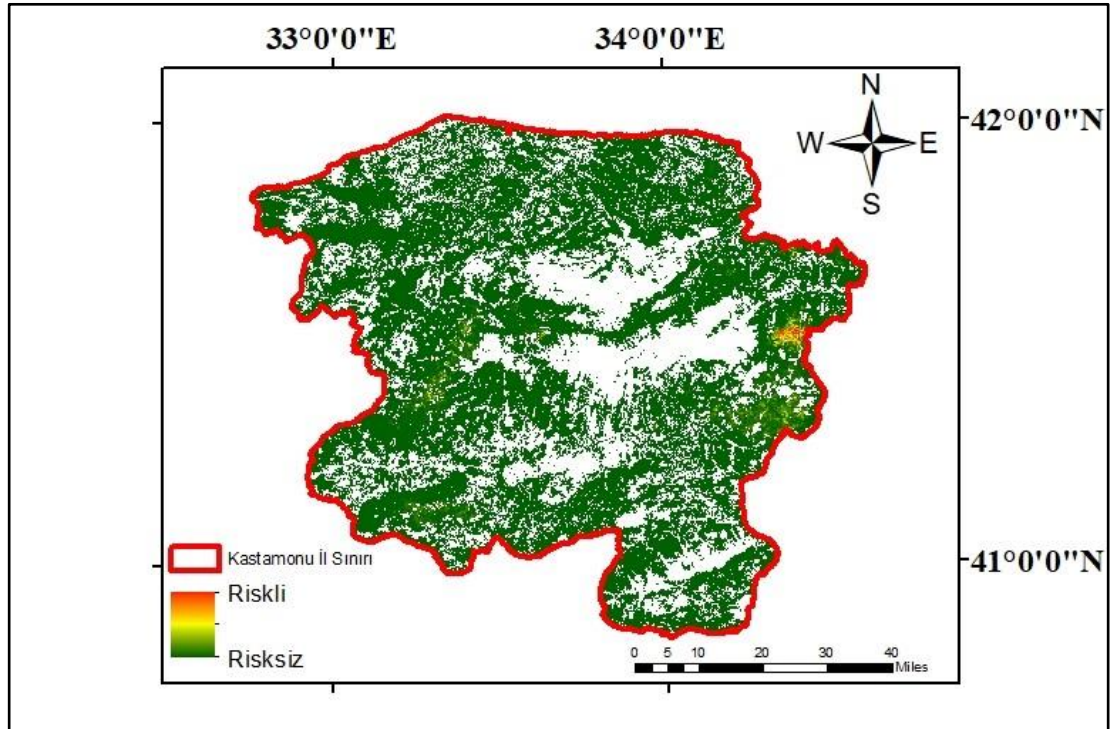 33°0'0"E 34°0'0"E
N
42°0'0"N
W E
S
Kastamonu İl Sınırı
41°0'0"N
Riskli
Risksiz
0 5 10 20 30 40
Miles